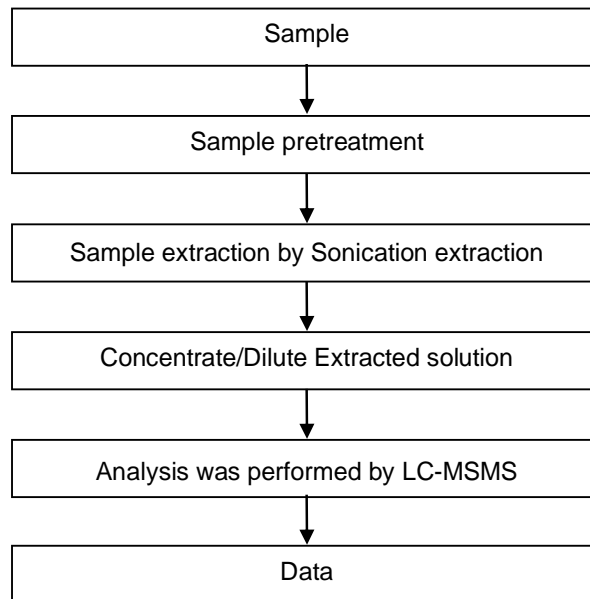 Sample
Sample pretreatment
Sample extraction by Sonication extraction
Concentrate/Dilute Extracted solution
Analysis was performed by LC-MSMS
Data